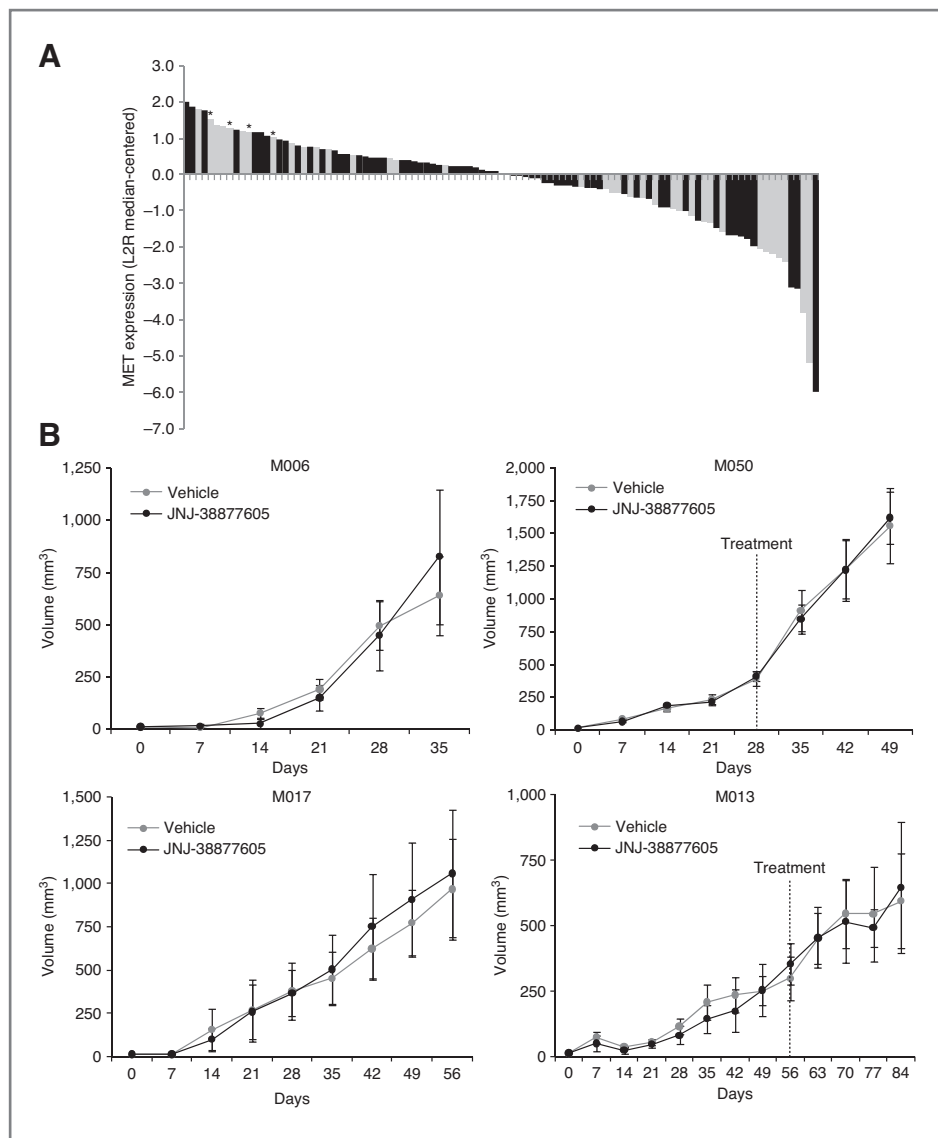 A
3.0
2.0
1.0
0.0
–1.0
–2.0
–3.0
–4.0
–5.0
–6.0
–7.0
MET expression (L2R median-centered)
* * * *
B
M006
1,250
1,000
750
500
250
0
Volume (mm³)
Vehicle
JNJ-38877605
0 7 14 21 28 35
Days
M050
2,000
1,750
1,500
1,250
1,000
750
500
250
0
Volume (mm³)
Vehicle
JNJ-38877605
Treatment
0 7 14 21 28 35 42 49
Days
M017
1,500
1,250
1,000
750
500
250
0
Volume (mm³)
Vehicle
JNJ-38877605
0 7 14 21 28 35 42 49 56
Days
M013
1,000
750
500
250
0
Volume (mm³)
Vehicle
JNJ-38877605
Treatment
0 7 14 21 28 35 42 49 56 63 70 77 84
Days